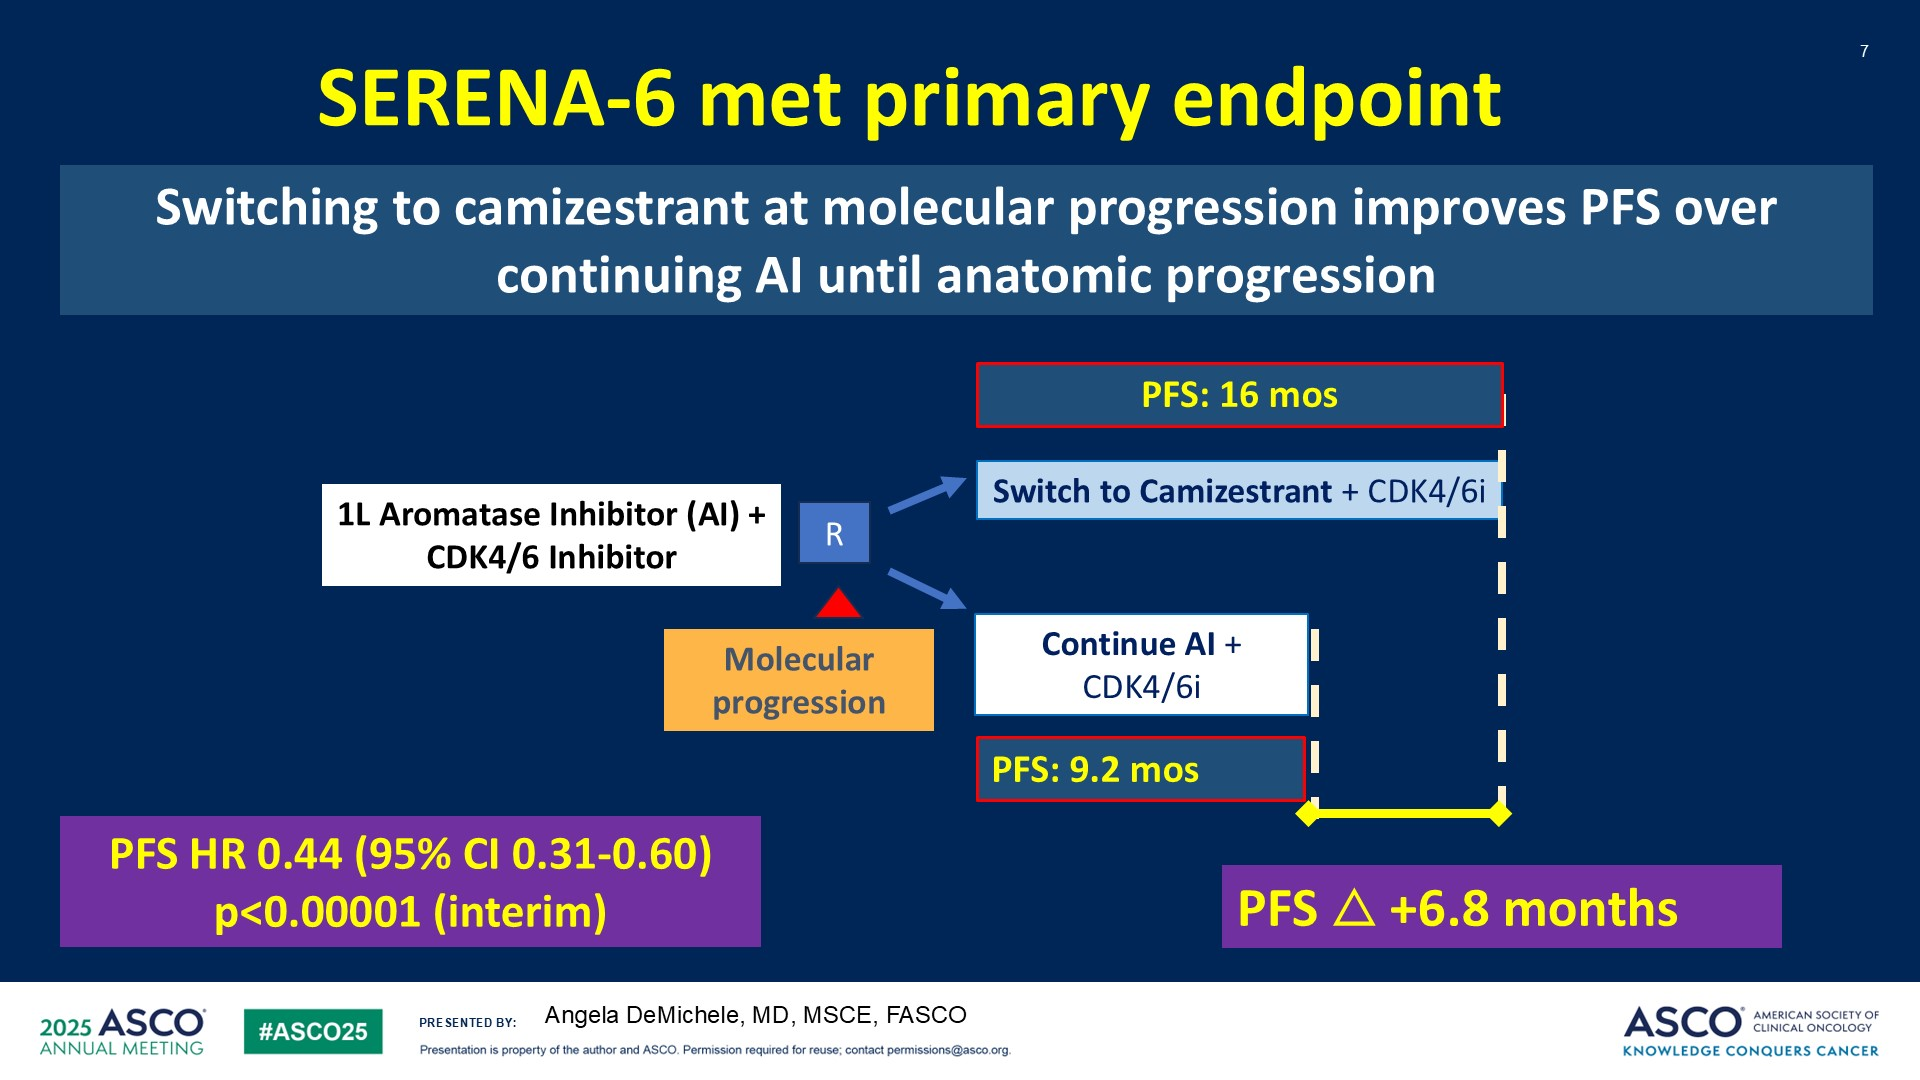 7
SERENA-6 met primary endpoint
Switching to camizestrant at molecular progression improves PFS over
continuing AI until anatomic progression
PFS: 16 mos
Switch to Camizestrant + CDK4/6i
1L Aromatase Inhibitor (AI) +
CDK4/6 Inhibitor
R
Molecular
progression
Continue AI +
CDK4/6i
PFS: 9.2 mos
PFS HR 0.44 (95% CI 0.31-0.60)
p<0.00001 (interim)
PFS △ +6.8 months
2025 ASCO
ANNUAL MEETING
#ASCO25
PRESENTED BY: Angela DeMichele, MD, MSCE, FASCO
Presentation is property of the author and ASCO. Permission required for reuse; contact permissions@asco.org.
ASCO AMERICAN SOCIETY OF
CLINICAL ONCOLOGY
KNOWLEDGE CONQUERS CANCER